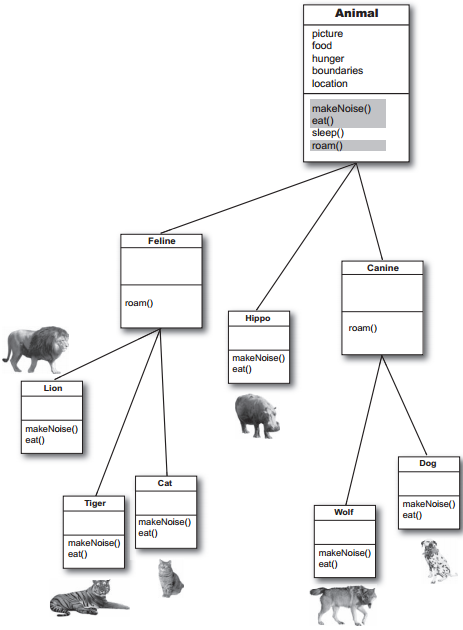 Animal
picture
food
hunger
boundaries
location
makeNoise()
eat()
sleep()
roam()
Feline
roam()
Hippo
makeNoise()
eat()
Canine
roam()
Lion
makeNoise()
eat()
Tiger
makeNoise()
eat()
Cat
makeNoise()
eat()
Wolf
makeNoise()
eat()
Dog
makeNoise()
eat()